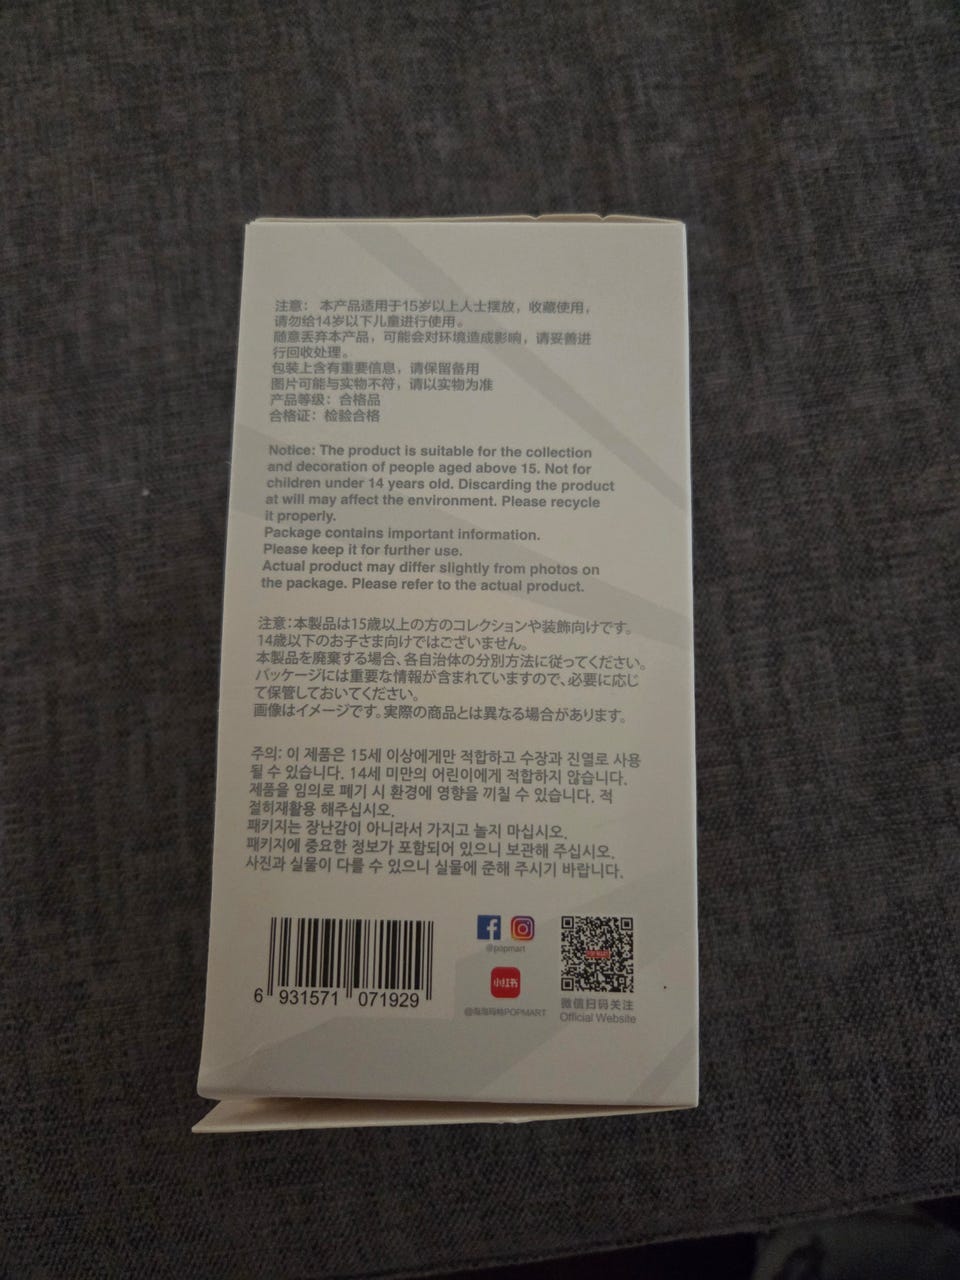 注意： 本产品适用于15岁以上人士摆放，收藏使用，
请勿给14岁以下儿童进行使用。
随意丢弃本产品，可能会对环境造成影响，请妥善进
行回收处理。
包装上含有重要信息，请保留备用
图片可能与实物不符，请以实物为准
产品等级：合格品
合格证：检验合格
Notice: The product is suitable for the collection
and decoration of people aged above 15. Not for
children under 14 years old. Discarding the product
at will may affect the environment. Please recycle
it properly.
Package contains important information.
Please keep it for further use.
Actual product may differ slightly from photos on
the package. Please refer to the actual product.
注意：本製品は15歳以上の方のコレクションや装飾向けです。
14歳以下のお子さま向けではございません。
本製品を廃棄する場合、各自治体の分別方法に従ってください。
パッケージには重要な情報が含まれていますので、必要に応じ
て保管しておいてください。
画像はイメージです。実際の商品とは異なる場合があります。
주의: 이 제품은 15세 이상에게만 적합하고 수장과 진열로 사용
될 수 있습니다. 14세 미만의 어린이에게 적합하지 않습니다.
제품을 임의로 폐기 시 환경에 영향을 끼칠 수 있습니다. 적
절히재활용 해주십시오.
패키지는 장난감이 아니라서 가지고 놀지 마십시오.
패키지에 중요한 정보가 포함되어 있으니 보관해 주십시오.
사진과 실물이 다를 수 있으니 실물에 준해 주시기 바랍니다.
6 931571 071929
@popmart
小红书
@泡泡玛特POPMART
POP MART
微信扫码关注
Official Website